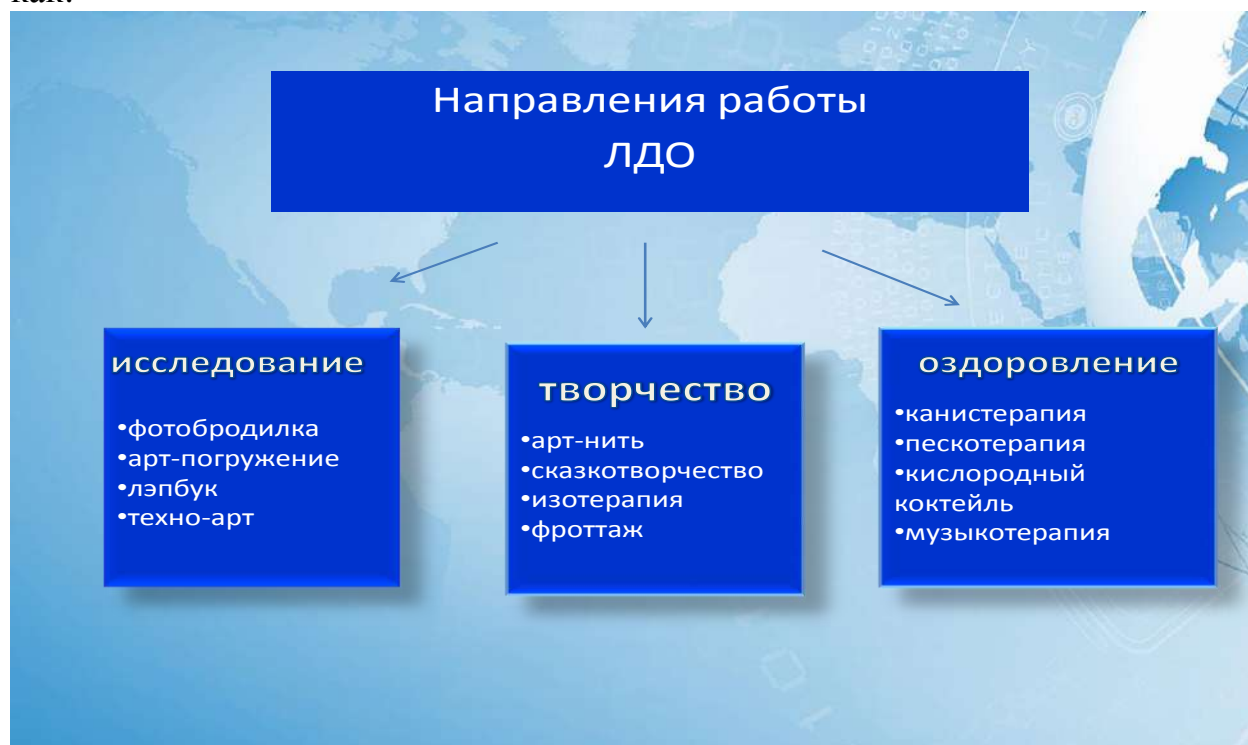 как:
Направления работы
ЛДО
исследование
•фотобродилка
•арт-погружение
•лэпбук
•техно-арт
творчество
•арт-нить
•сказкотворчество
•изотерапия
•фроттаж
оздоровление
•канистерапия
•пескотерапия
•кислородный
коктейль
•музыкотерапия